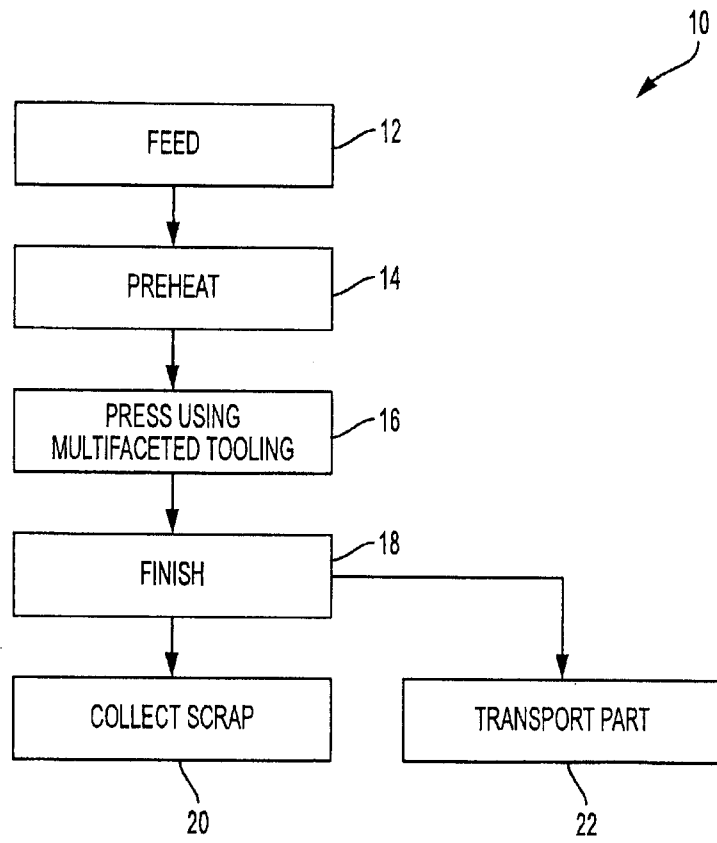 10
FEED
12
PREHEAT
14
PRESS USING
MULTIFACETED TOOLING
16
FINISH
18
COLLECT SCRAP
20
TRANSPORT PART
22